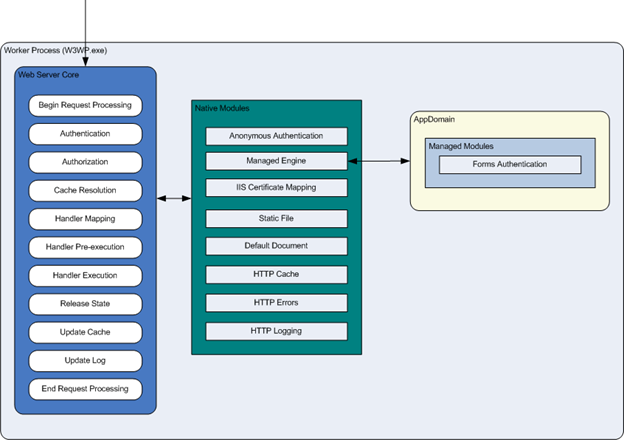 Worker Process (W3WP.exe)
Web Server Core
Begin Request Processing
Authentication
Authorization
Cache Resolution
Handler Mapping
Handler Pre-execution
Handler Execution
Release State
Update Cache
Update Log
End Request Processing
Native Modules
Anonymous Authentication
Managed Engine
IIS Certificate Mapping
Static File
Default Document
HTTP Cache
HTTP Errors
HTTP Logging
AppDomain
Managed Modules
Forms Authentication